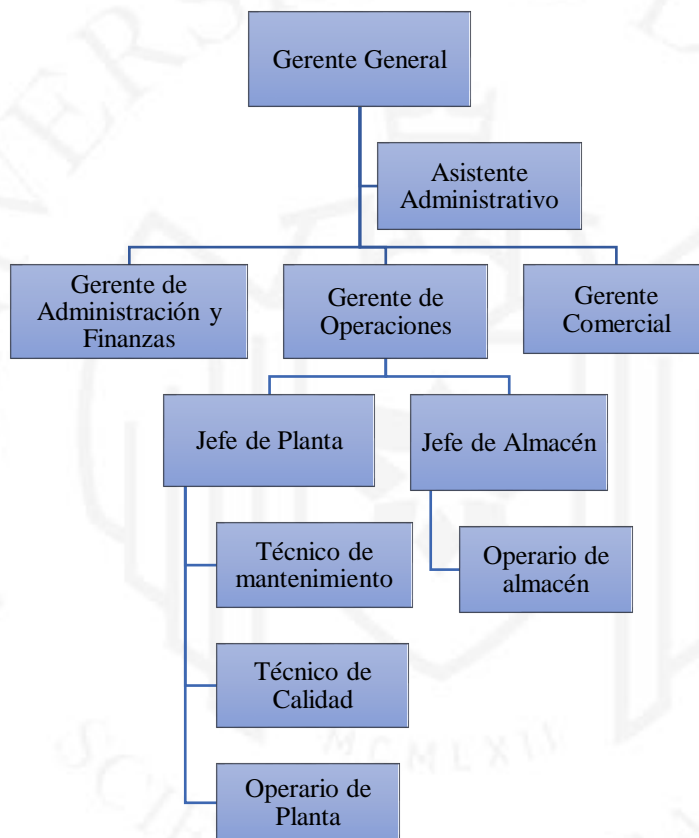 Gerente General
Asistente
Administrativo
Gerente de
Administración y
Finanzas
Gerente de
Operaciones
Gerente
Comercial
Jefe de Planta
Jefe de Almacén
Técnico de
mantenimiento
Operario de
almacén
Técnico de
Calidad
Operario de
Planta
MCMLXII